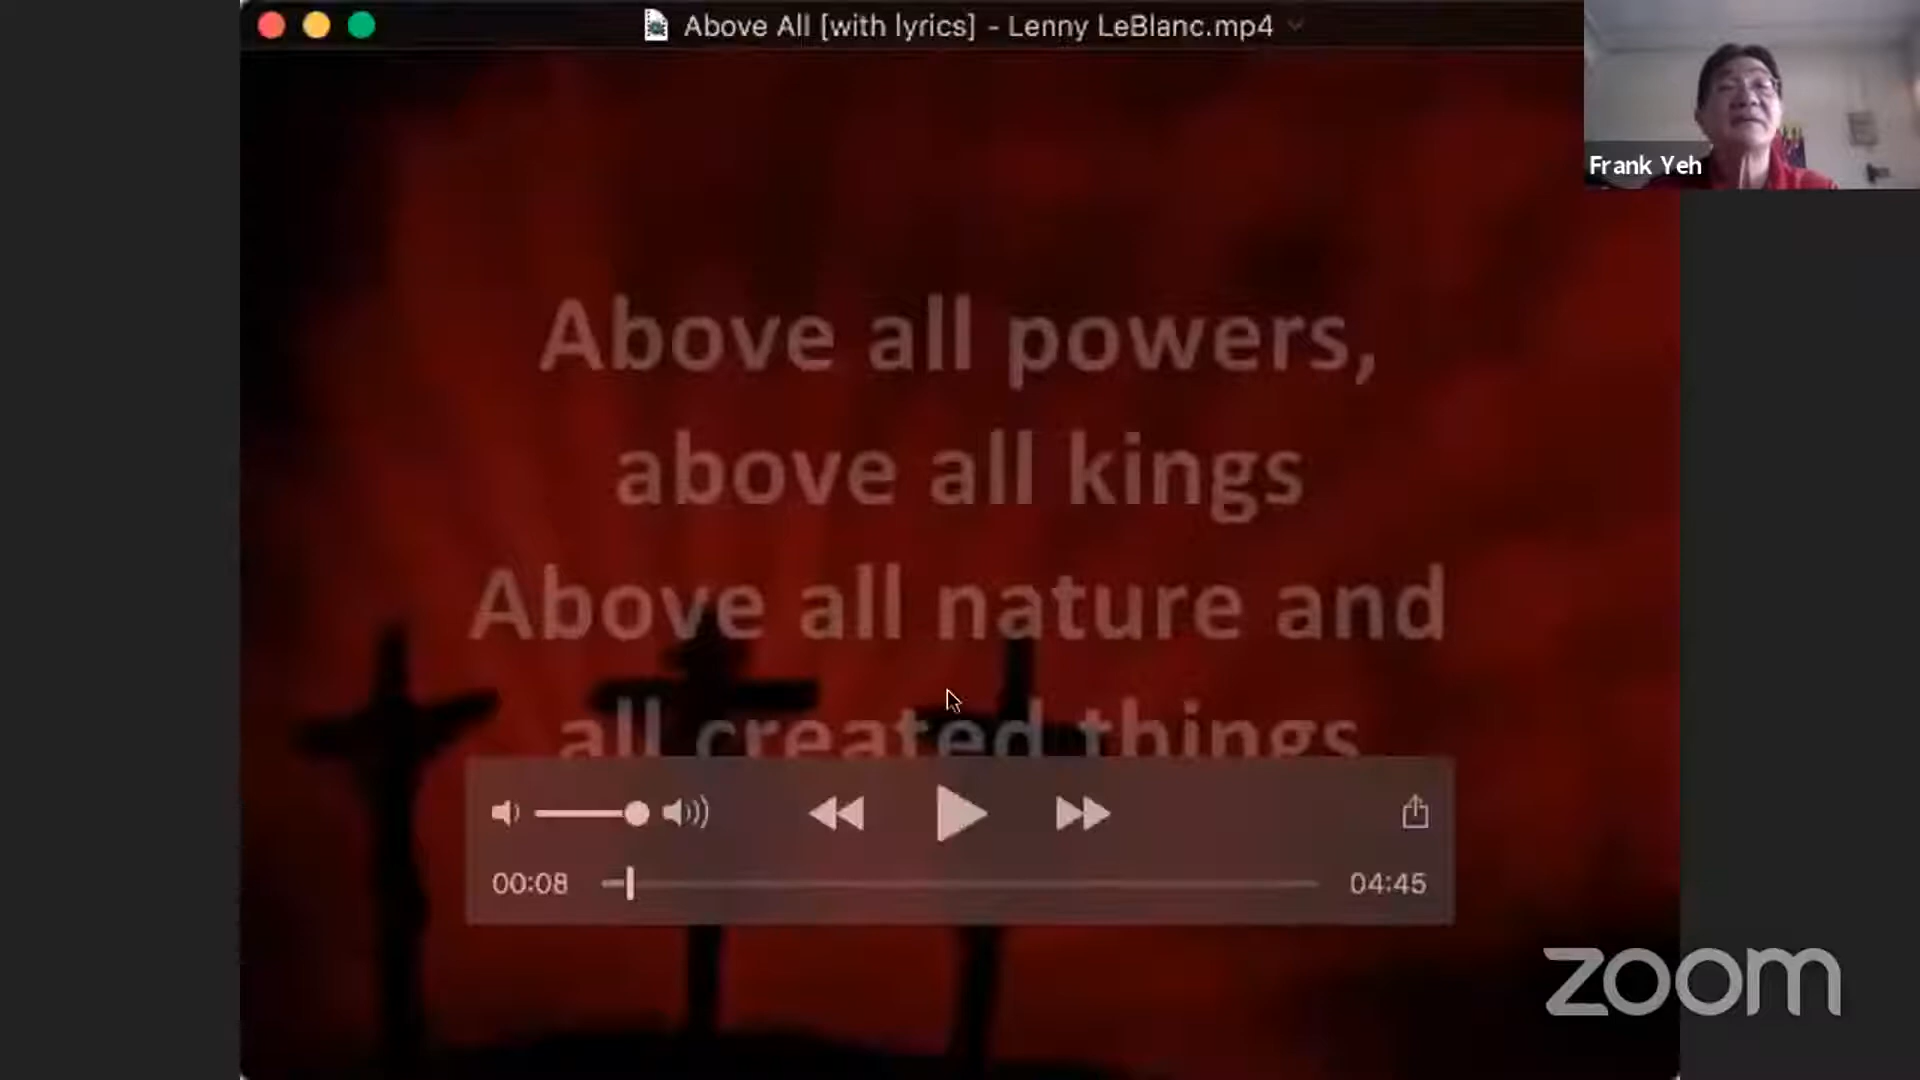 Above All [with lyrics] - Lenny LeBlanc.mp4
Frank Yeh
Above all powers,
above all kings
Above all nature and
all created things
00:08
04:45
zoom